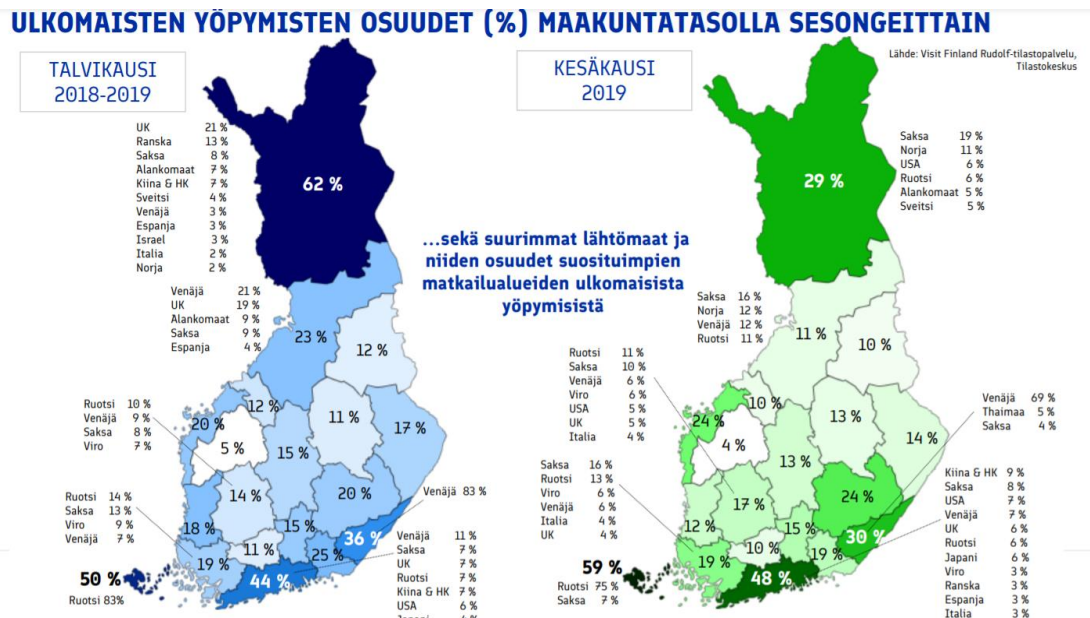 ULKOMAISTEN YÖPYMISTEN OSUUDET (%) MAAKUNTATASOLLA SESONGEITTAIN
TALVIKAUSI
2018-2019
UK 21 %
Ranska 13 %
Saksa 8 %
Alankomaat 7 %
Kiina & HK 7 %
Sveitsi 4 %
Venäjä 3 %
Espanja 3 %
Israel 3 %
Italia 2 %
Norja 2 %
62 %
Venäjä 21 %
UK 19 %
Alankomaat 9 %
Saksa 9 %
Espanja 4 %
23 %
12 %
Ruotsi 10 %
Venäjä 9 %
Saksa 8 %
Viro 7 %
20 %
12 %
11 %
17 %
5 %
15 %
14 %
20 %
Venäjä 83 %
Ruotsi 14 %
Saksa 13 %
Viro 9 %
Venäjä 7 %
18 %
15 %
36 %
11 %
25 %
19 %
44 %
50 %
Ruotsi 83%
Venäjä 11 %
Saksa 7 %
UK 7 %
Ruotsi 7 %
Kiina & HK 7 %
USA 6 %
...sekä suurimmat lähtömaat ja
niiden osuudet suosituimpien
matkailualueiden ulkomaisista
yöpymisistä
KESÄKAUSI
2019
Lähde: Visit Finland Rudolf-tilastopalvelu,
Tilastokeskus
Saksa 19 %
Norja 11 %
USA 6 %
Ruotsi 6 %
Alankomaat 5 %
Sveitsi 5 %
29 %
Saksa 16 %
Norja 12 %
Venäjä 12 %
Ruotsi 11 %
11 %
10 %
Ruotsi 11 %
Saksa 10 %
Venäjä 6 %
Viro 6 %
USA 5 %
UK 5 %
Italia 4 %
24 %
10 %
13 %
14 %
4 %
13 %
17 %
24 %
Venäjä 69 %
Thaimaa 5 %
Saksa 4 %
Saksa 16 %
Ruotsi 13 %
Viro 6 %
Venäjä 6 %
Italia 4 %
UK 4 %
12 %
15 %
30 %
10 %
19 %
19 %
48 %
59 %
Ruotsi 75 %
Saksa 7 %
Kiina & HK 9 %
Saksa 8 %
USA 7 %
Venäjä 7 %
UK 6 %
Ruotsi 6 %
Japani 6 %
Viro 3 %
Ranska 3 %
Espanja 3 %
Italia 3 %